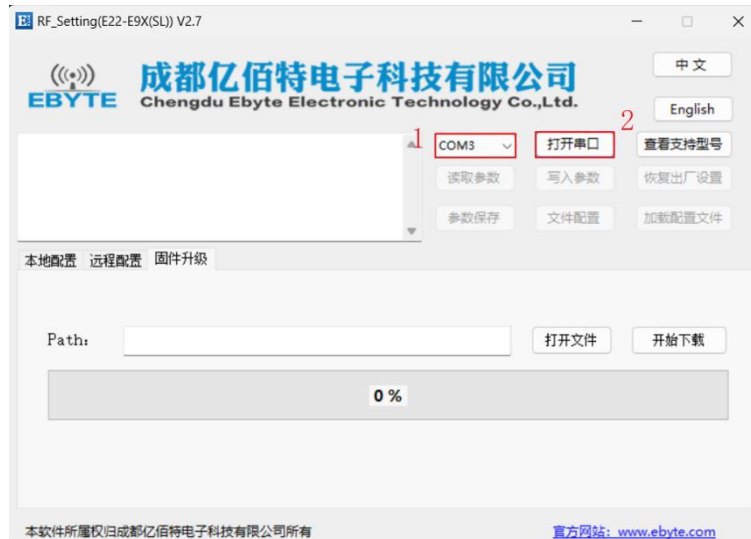 RF_Setting(E22-E9X(SL)) V2.7
EBYTE
成都亿佰特电子科技有限公司
Chengdu Ebyte Electronic Technology Co.,Ltd.
中文
English
1
COM3
打开串口
2
查看支持型号
读取参数
写入参数
恢复出厂设置
参数保存
文件配置
加载配置文件
本地配置 远程配置 固件升级
Path:
打开文件
开始下载
0 %
本软件所属权归成都亿佰特电子科技有限公司所有
官方网站: www.ebyte.com